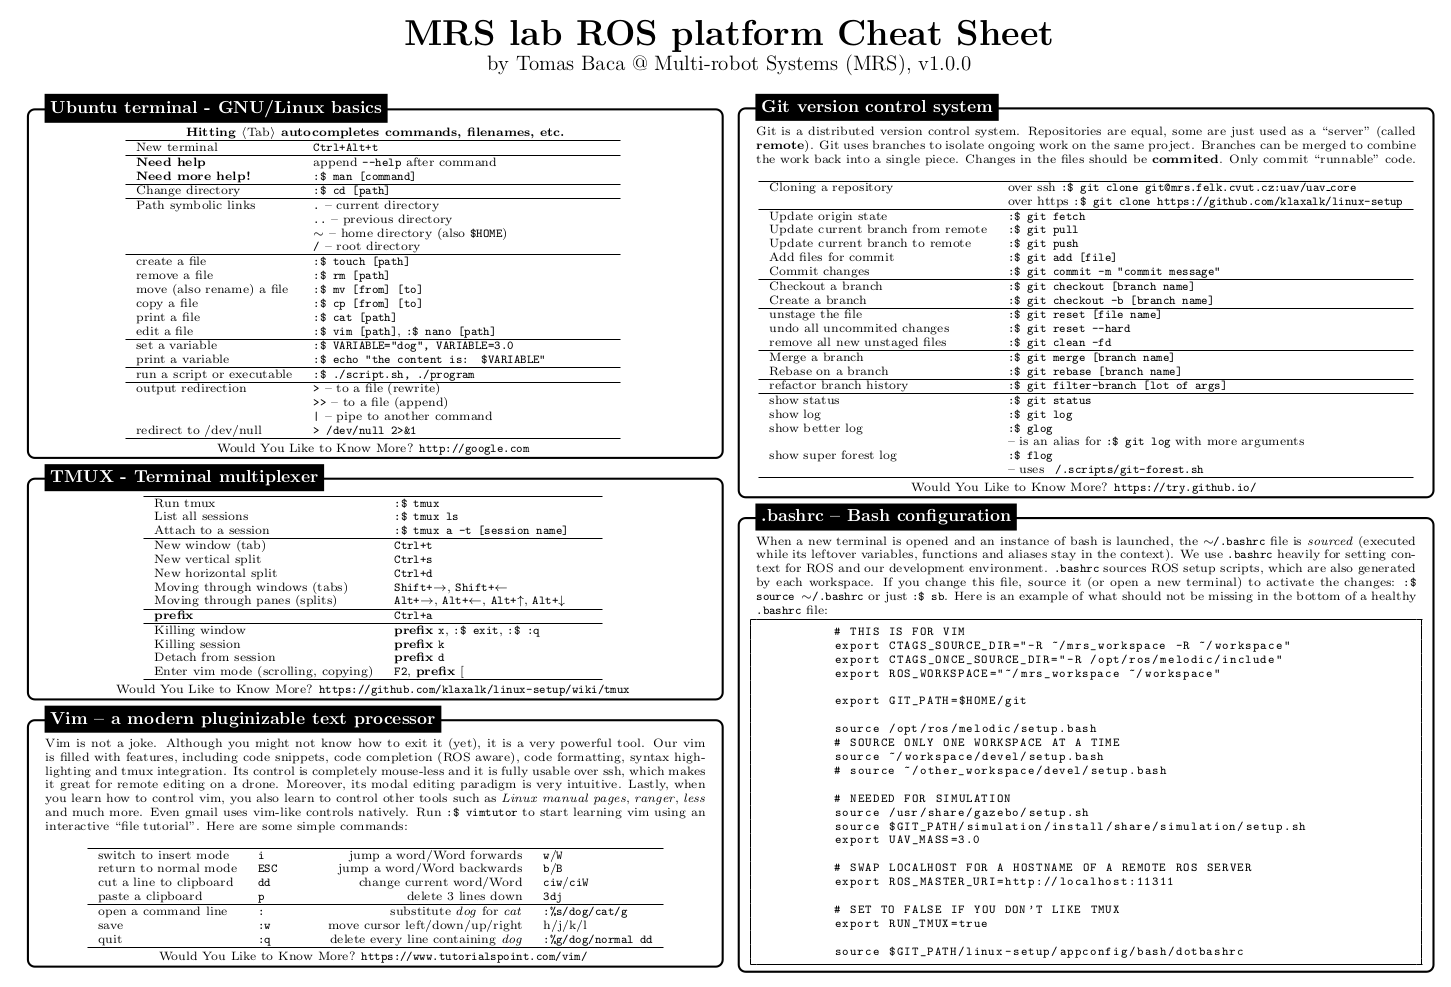 MRS lab ROS platform Cheat Sheet
by Tomas Baca @ Multi-robot Systems (MRS), v1.0.0
Ubuntu terminal - GNU/Linux basics
Hitting ⟨Tab⟩ autocompletes commands, filenames, etc.
New terminal Ctrl+Alt+t
Need help append --help after command
Need more help! :$ man [command]
Change directory :$ cd [path]
Path symbolic links . – current directory
.. – previous directory
∼ – home directory (also $HOME)
/ – root directory
create a file :$ touch [path]
remove a file :$ rm [path]
move (also rename) a file :$ mv [from] [to]
copy a file :$ cp [from] [to]
print a file :$ cat [path]
edit a file :$ vim [path], :$ nano [path]
set a variable :$ VARIABLE="dog", VARIABLE=3.0
print a variable :$ echo "the content is: $VARIABLE"
run a script or executable :$ ./script.sh, ./program
output redirection > – to a file (rewrite)
>> – to a file (append)
| – pipe to another command
redirect to /dev/null > /dev/null 2>&1
Would You Like to Know More? http://google.com
TMUX - Terminal multiplexer
Run tmux :$ tmux
List all sessions :$ tmux ls
Attach to a session :$ tmux a -t [session name]
New window (tab) Ctrl+t
New vertical split Ctrl+s
New horizontal split Ctrl+d
Moving through windows (tabs) Shift+→, Shift+←
Moving through panes (splits) Alt+→, Alt+←, Alt+↑, Alt+↓
prefix Ctrl+a
Killing window prefix x, :$ exit, :$ :q
Killing session prefix k
Detach from session prefix d
Enter vim mode (scrolling, copying) F2, prefix [
Would You Like to Know More? https://github.com/klaxalk/linux-setup/wiki/tmux
Vim – a modern pluginizable text processor
Vim is not a joke. Although you might not know how to exit it (yet), it is a very powerful tool. Our vim
is filled with features, including code snippets, code completion (ROS aware), code formatting, syntax high-
lighting and tmux integration. Its control is completely mouse-less and it is fully usable over ssh, which makes
it great for remote editing on a drone. Moreover, its modal editing paradigm is very intuitive. Lastly, when
you learn how to control vim, you also learn to control other tools such as Linux manual pages, ranger, less
and much more. Even gmail uses vim-like controls natively. Run :$ vimtutor to start learning vim using an
interactive “file tutorial”. Here are some simple commands:
switch to insert mode i jump a word/Word forwards w/W
return to normal mode ESC jump a word/Word backwards b/B
cut a line to clipboard dd change current word/Word ciw/ciW
paste a clipboard p delete 3 lines down 3dj
open a command line : substitute dog for cat :%s/dog/cat/g
save :w move cursor left/down/up/right h/j/k/l
quit :q delete every line containing dog :%g/dog/normal dd
Would You Like to Know More? https://www.tutorialspoint.com/vim/
Git version control system
Git is a distributed version control system. Repositories are equal, some are just used as a “server” (called
remote). Git uses branches to isolate ongoing work on the same project. Branches can be merged to combine
the work back into a single piece. Changes in the files should be commited. Only commit “runnable” code.
Cloning a repository over ssh :$ git clone git@mrs.felk.cvut.cz:uav/uav_core
over https :$ git clone https://github.com/klaxalk/linux-setup
Update origin state :$ git fetch
Update current branch from remote :$ git pull
Update current branch to remote :$ git push
Add files for commit :$ git add [file]
Commit changes :$ git commit -m "commit message"
Checkout a branch :$ git checkout [branch name]
Create a branch :$ git checkout -b [branch name]
unstage the file :$ git reset [file name]
undo all uncommited changes :$ git reset --hard
remove all new unstaged files :$ git clean -fd
Merge a branch :$ git merge [branch name]
Rebase on a branch :$ git rebase [branch name]
refactor branch history :$ git filter-branch [lot of args]
show status :$ git status
show log :$ git log
show better log :$ glog
– is an alias for :$ git log with more arguments
show super forest log :$ flog
– uses /.scripts/git-forest.sh
Would You Like to Know More? https://try.github.io/
.bashrc – Bash configuration
When a new terminal is opened and an instance of bash is launched, the ∼/.bashrc file is sourced (executed
while its leftover variables, functions and aliases stay in the context). We use .bashrc heavily for setting con-
text for ROS and our development environment. .bashrc sources ROS setup scripts, which are also generated
by each workspace. If you change this file, source it (or open a new terminal) to activate the changes: :$
source ∼/.bashrc or just :$ sb. Here is an example of what should not be missing in the bottom of a healthy
.bashrc file:
# THIS IS FOR VIM
export CTAGS_SOURCE_DIR="-R ~/mrs_workspace -R ~/workspace"
export CTAGS_ONCE_SOURCE_DIR="-R /opt/ros/melodic/include"
export ROS_WORKSPACE="~/mrs_workspace ~/workspace"
export GIT_PATH=$HOME/git
source /opt/ros/melodic/setup.bash
# SOURCE ONLY ONE WORKSPACE AT A TIME
source ~/workspace/devel/setup.bash
# source ~/other_workspace/devel/setup.bash
# NEEDED FOR SIMULATION
source /usr/share/gazebo/setup.sh
source $GIT_PATH/simulation/install/share/simulation/setup.sh
export UAV_MASS=3.0
# SWAP LOCALHOST FOR A HOSTNAME OF A REMOTE ROS SERVER
export ROS_MASTER_URI=http://localhost:11311
# SET TO FALSE IF YOU DON'T LIKE TMUX
export RUN_TMUX=true
source $GIT_PATH/linux-setup/appconfig/bash/dotbashrc